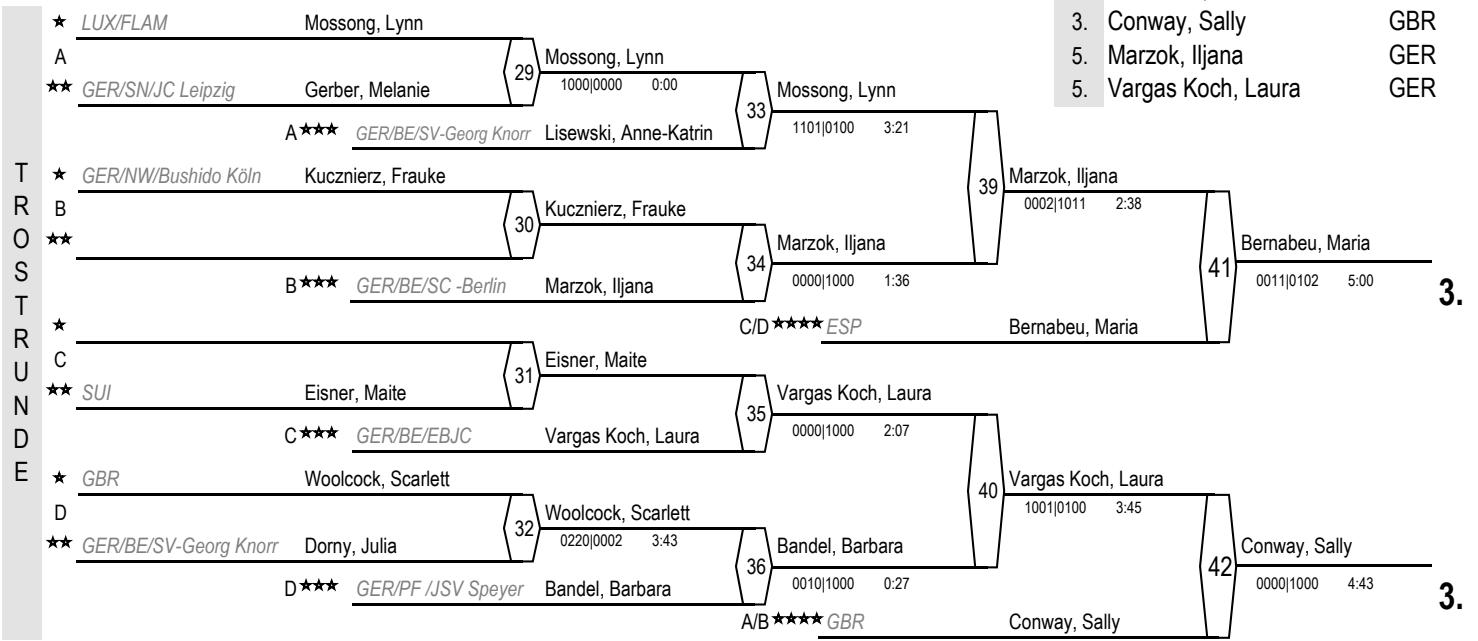 3. Conway, Sally GBR
5. Marzok, Iljana GER
5. Vargas Koch, Laura GER
TROSTRUNDE
★ LUX/FLAM Mossong, Lynn
A
★★ GER/SN/JC Leipzig Gerber, Melanie
29
Mossong, Lynn
1000|0000 0:00
A ★★★ GER/BE/SV-Georg Knorr Lisewski, Anne-Katrin
33
Mossong, Lynn
1101|0100 3:21
★ GER/NW/Bushido Köln Kucznierz, Frauke
B
★★
30
Kucznierz, Frauke
B ★★★ GER/BE/SC -Berlin Marzok, Iljana
34
Marzok, Iljana
0000|1000 1:36
39
Marzok, Iljana
0002|1011 2:38
C/D ★★★★ ESP Bernabeu, Maria
41
Bernabeu, Maria
0011|0102 5:00
3.
★
C
★★ SUI Eisner, Maite
31
Eisner, Maite
C ★★★ GER/BE/EBJC Vargas Koch, Laura
35
Vargas Koch, Laura
0000|1000 2:07
★ GBR Woolcock, Scarlett
D
★★ GER/BE/SV-Georg Knorr Dorny, Julia
32
Woolcock, Scarlett
0220|0002 3:43
D ★★★ GER/PF /JSV Speyer Bandel, Barbara
36
Bandel, Barbara
0010|1000 0:27
40
Vargas Koch, Laura
1001|0100 3:45
A/B ★★★★ GBR Conway, Sally
42
Conway, Sally
0000|1000 4:43
3.